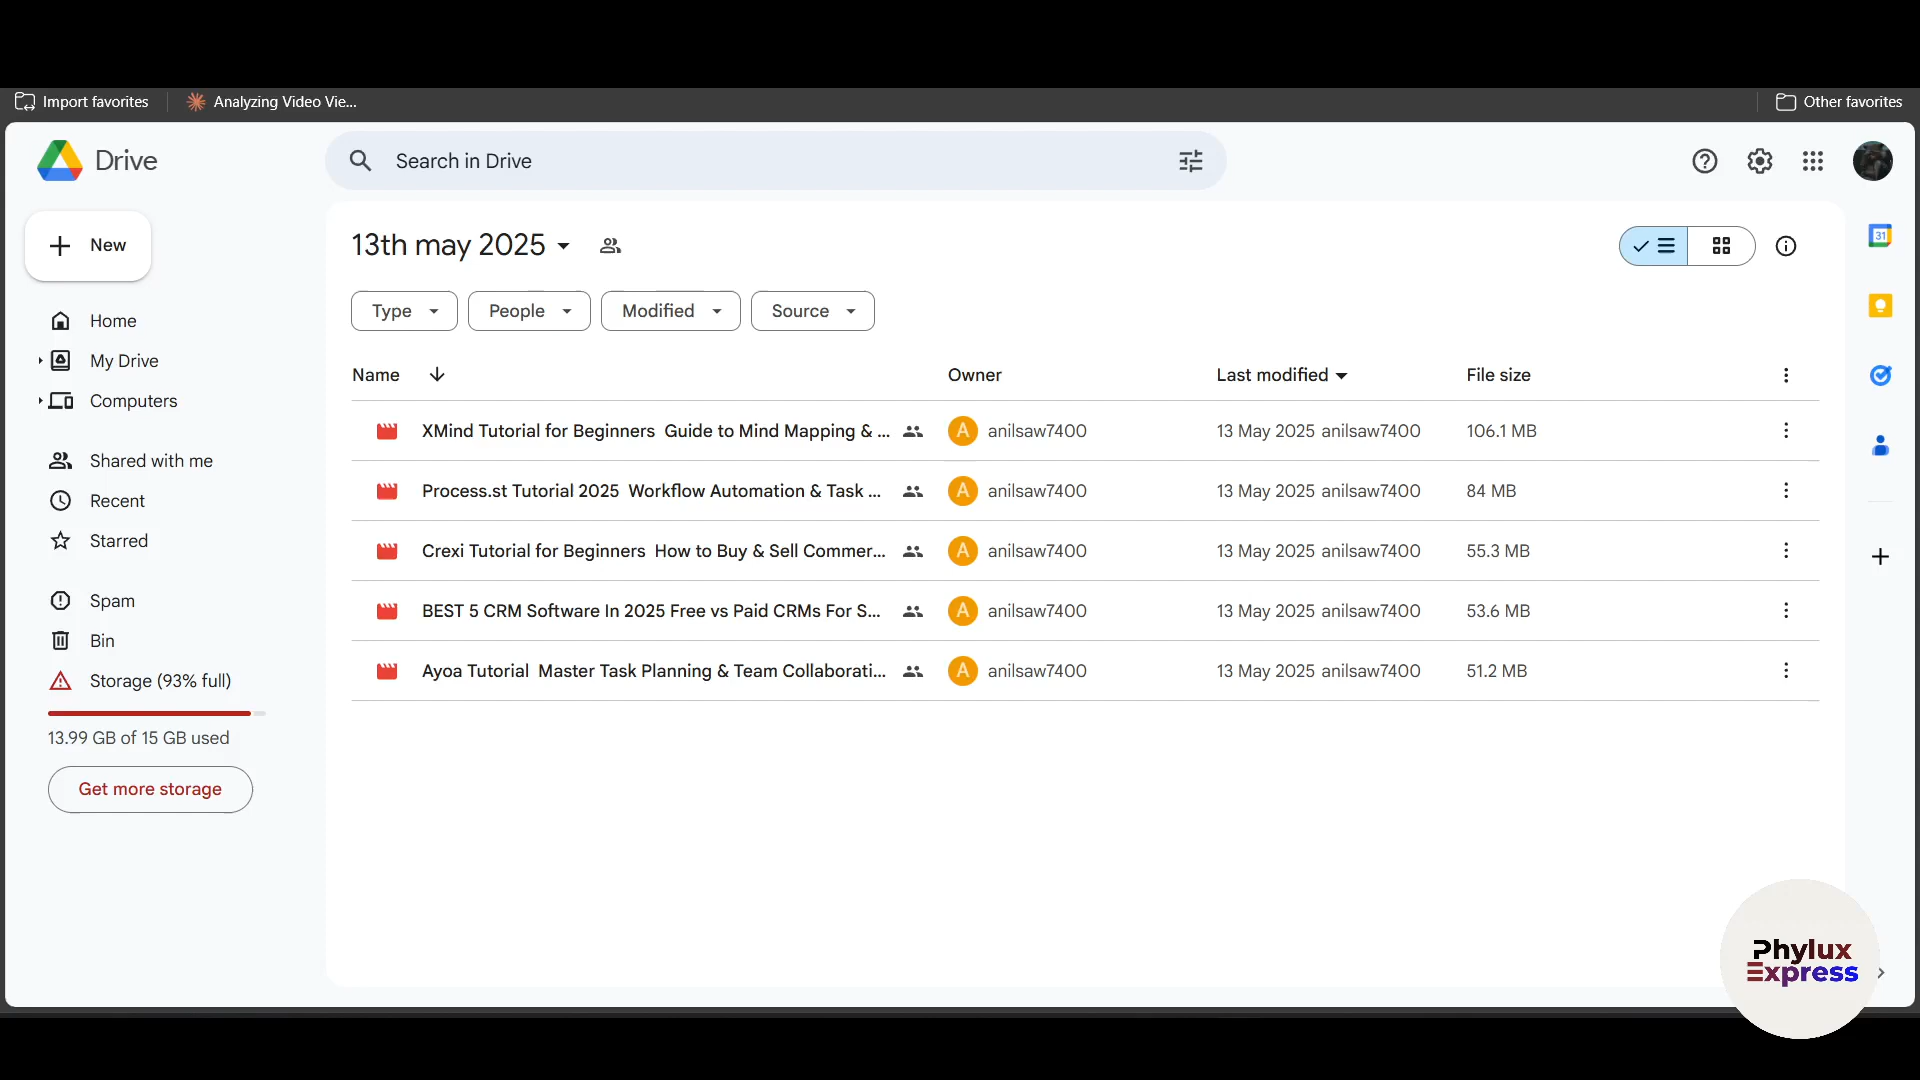 Import favorites
Analyzing Video Vie...
Other favorites
Drive
Search in Drive
New
13th may 2025
Type
People
Modified
Source
Home
My Drive
Computers
Shared with me
Recent
Starred
Spam
Bin
Storage (93% full)
13.99 GB of 15 GB used
Get more storage
Name
Owner
Last modified
File size
XMind Tutorial for Beginners  Guide to Mind Mapping & ...
A
anilsaw7400
13 May 2025 anilsaw7400
106.1 MB
Process.st Tutorial 2025  Workflow Automation & Task ...
A
anilsaw7400
13 May 2025 anilsaw7400
84 MB
Crexi Tutorial for Beginners  How to Buy & Sell Commer...
A
anilsaw7400
13 May 2025 anilsaw7400
55.3 MB
BEST 5 CRM Software In 2025 Free vs Paid CRMs For S...
A
anilsaw7400
13 May 2025 anilsaw7400
53.6 MB
Ayoa Tutorial  Master Task Planning & Team Collaborati...
A
anilsaw7400
13 May 2025 anilsaw7400
51.2 MB
31
Phylux
Express